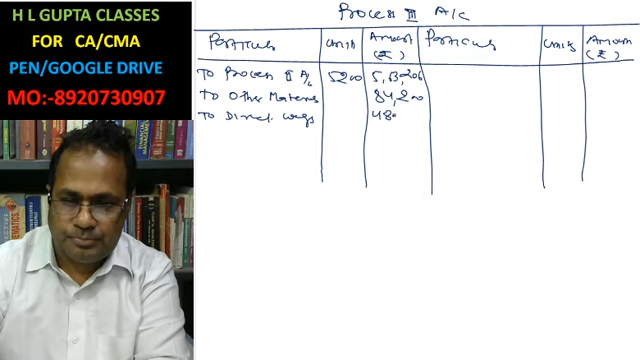 H L GUPTA CLASSES
FOR CA/CMA
PEN/GOOGLE DRIVE
MO:-8920730907
Process III A/c
Particulars Units Amount (₹) Particulars Units Amount (₹)
To Process II A/c 5200 5,13,206
To Other Materials 84,200
To Direct wages 480